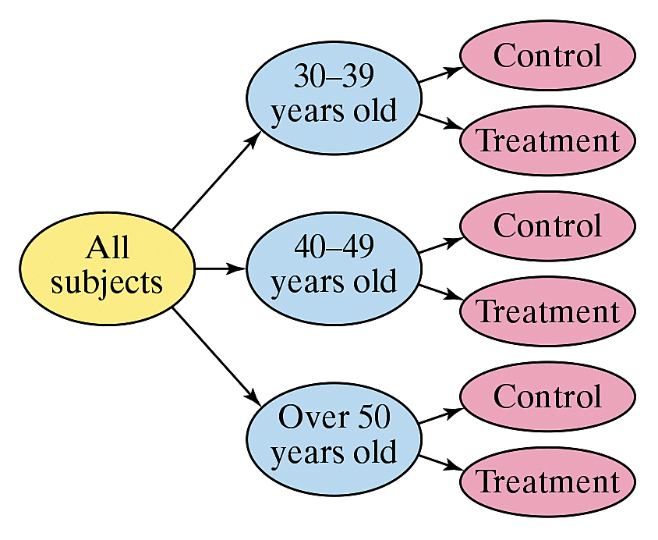 All
subjects
30–39
years old
Control
Treatment
40–49
years old
Control
Treatment
Over 50
years old
Control
Treatment